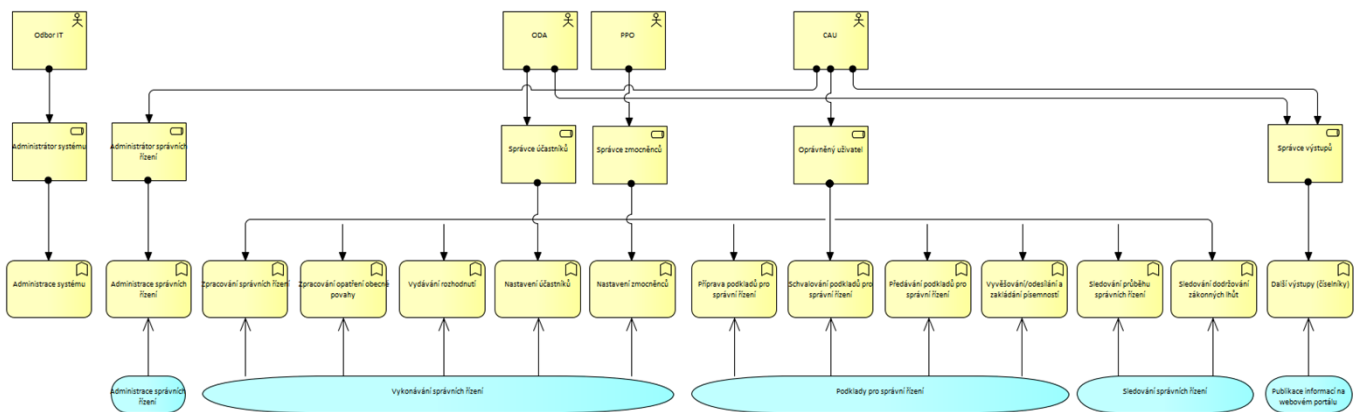 Odbor IT
ODA
PPO
CAU
Administrátor systému
Administrátor správních
řízení
Správce účastníků
Správce zmocněnců
Oprávněný uživatel
Správce výstupů
Administrace systému
Administrace správních
řízení
Zpracování správních řízení
Zpracování opatření obecné
povahy
Vydávání rozhodnutí
Nastavení účastníků
Nastavení zmocněnců
Příprava podkladů pro
správní řízení
Schvalování podkladů pro
správní řízení
Předávání podkladů pro
správní řízení
Vyvěšování/odesílání a
zakládání písemností
Sledování průběhu
správních řízení
Sledování dodržování
zákonných lhůt
Další výstupy (číselníky)
Administrace správních
řízení
Vykonávání správních řízení
Podklady pro správní řízení
Sledování správních řízení
Publikace informací na
webovém portálu